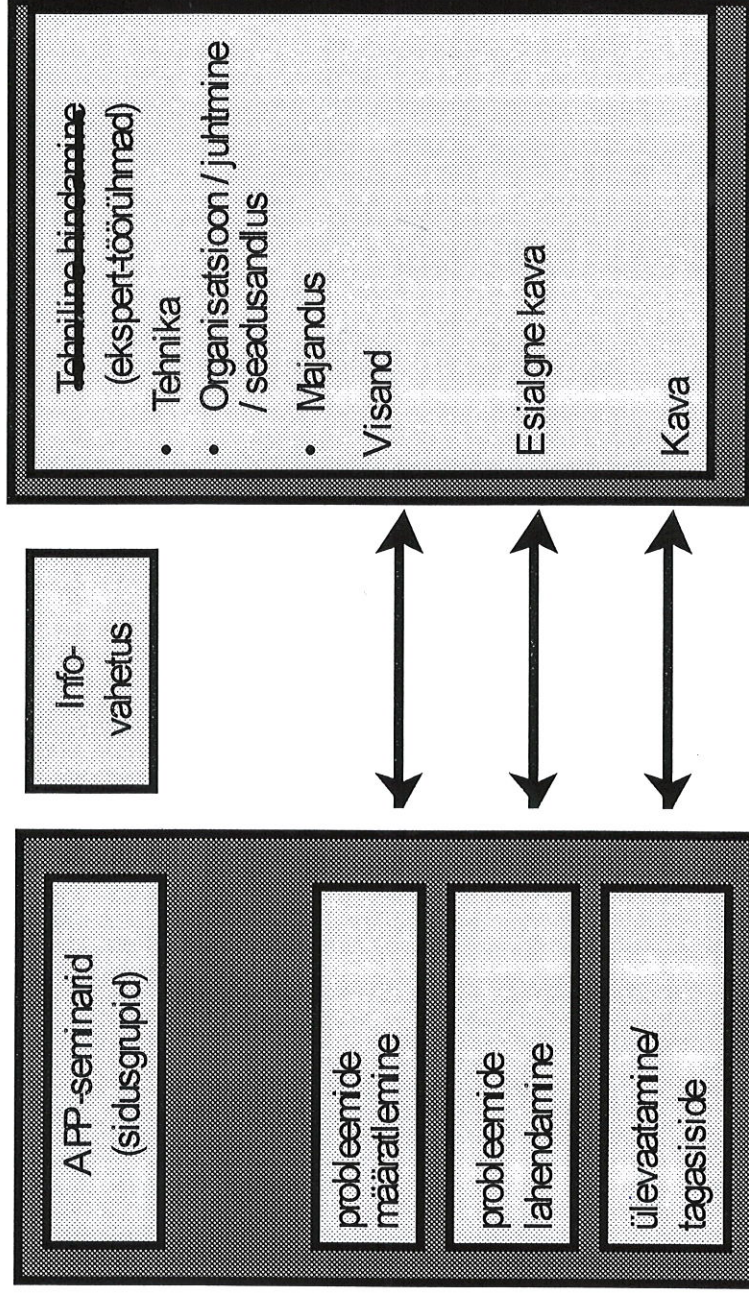 APP-seminarid
(sidusgrupid)
probleemide
määratlemine
probleemide
lahendamine
ülevaatamine/
tagasiside
Info-
vahetus
Tehniline hindamine
(ekspert-töörühmad)
• Tehnika
• Organisatsioon / juhtmine
/ seadusandlus
• Majandus
Visand
Esialgne kava
Kava